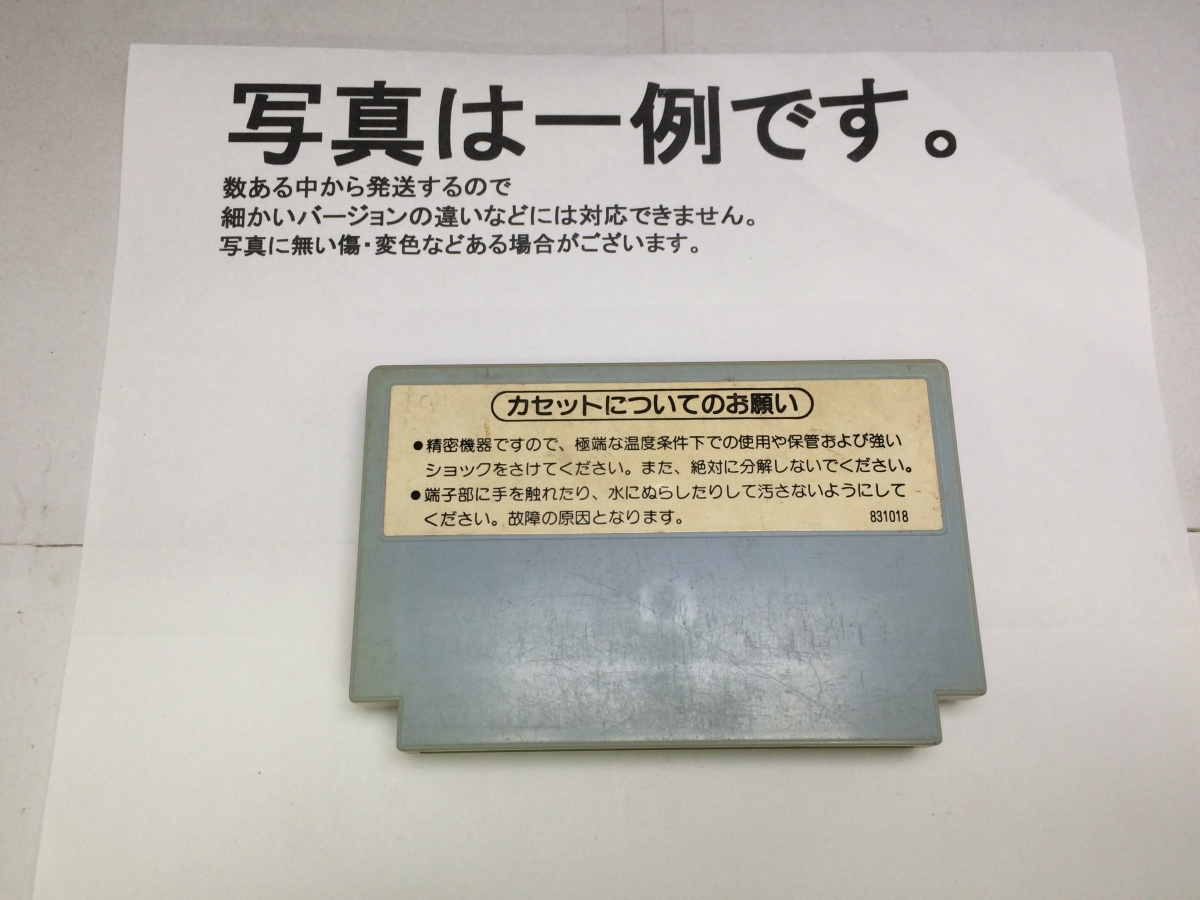 写真は一例です。
数ある中から発送するので
細かいバージョンの違いなどには対応できません。
写真に無い傷・変色などある場合がございます。
カセットについてのお願い
●精密機器ですので、極端な温度条件下での使用や保管および強い
ショックをさけてください。また、絶対に分解しないでください。
●端子部に手を触れたり、水にぬらしたりして汚さないようにして
ください。故障の原因となります。
831018